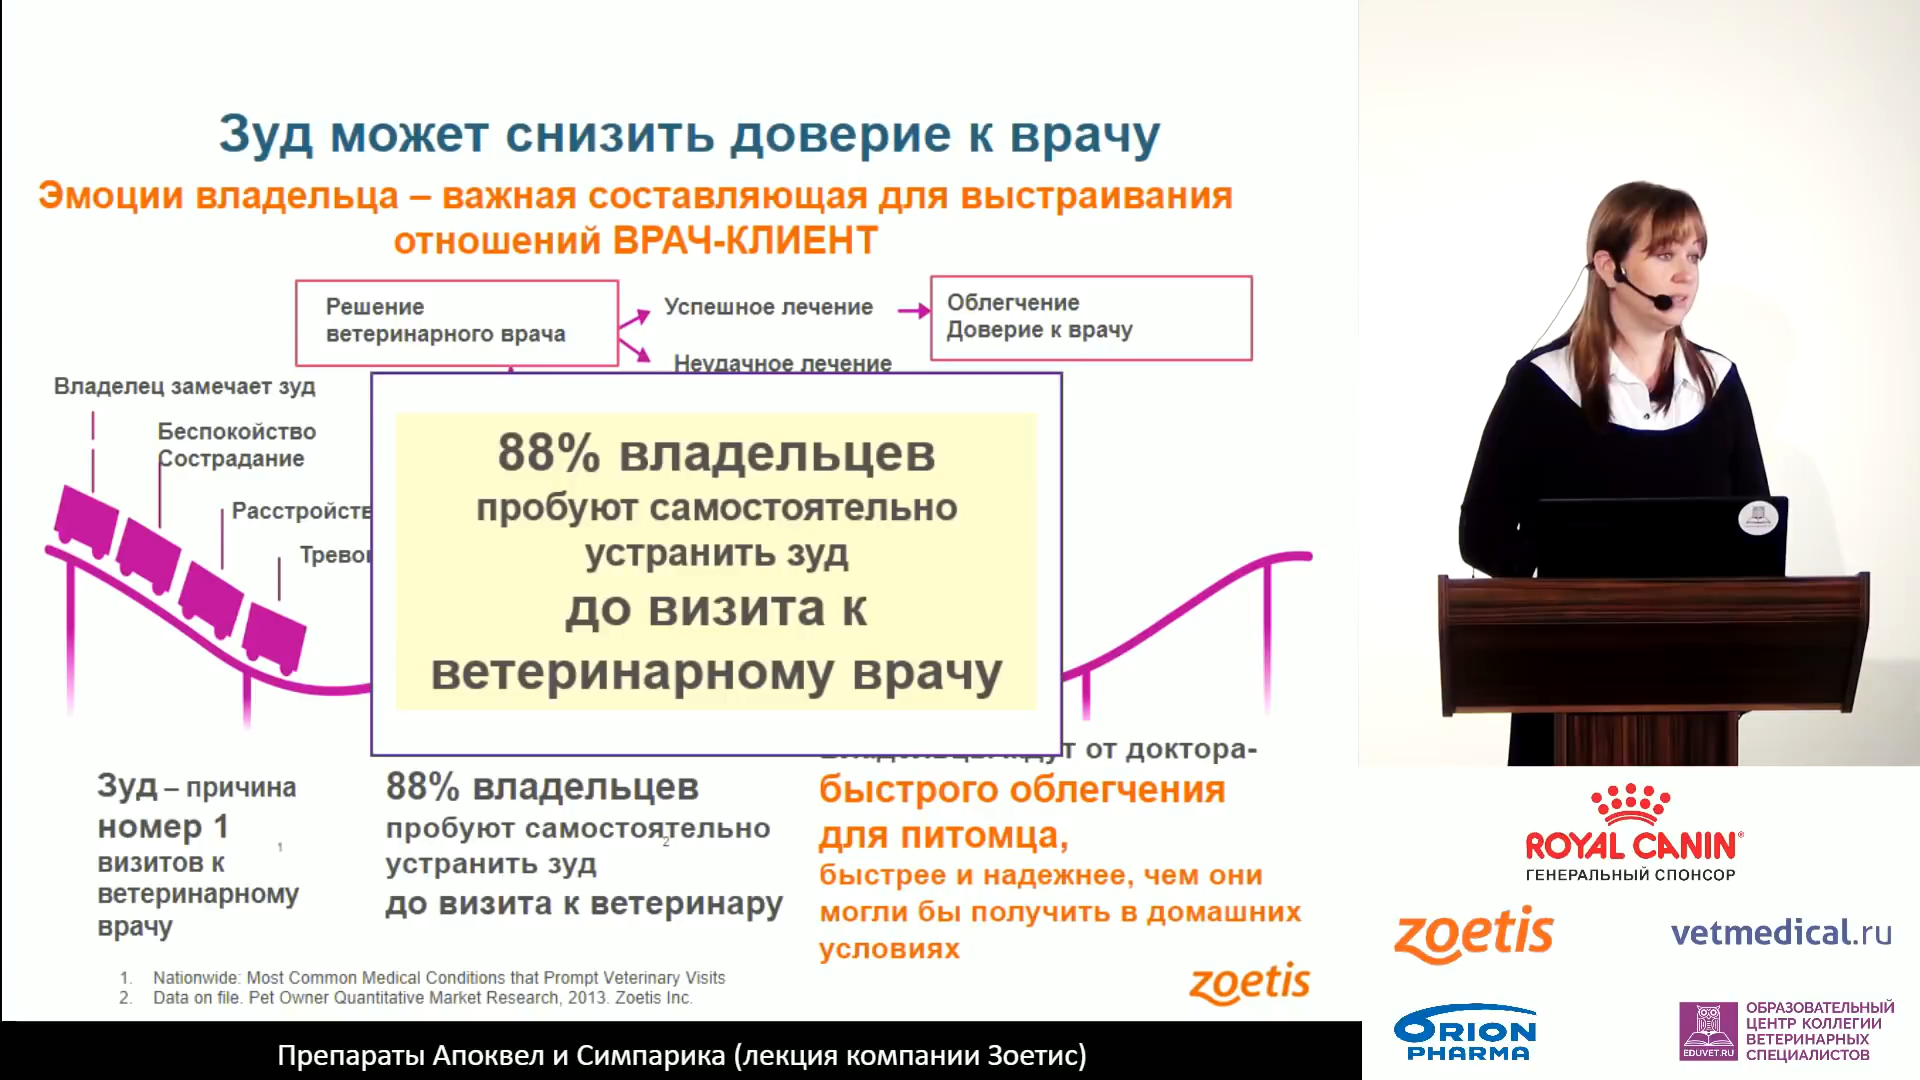 Зуд может снизить доверие к врачу
Эмоции владельца – важная составляющая для выстраивания
отношений ВРАЧ-КЛИЕНТ
Решение
ветеринарного врача
Успешное лечение
Облегчение
Доверие к врачу
Неудачное лечение
Владелец замечает зуд
Беспокойство
Сострадание
88% владельцев
пробуют самостоятельно
устранить зуд
до визита к
ветеринарному врачу
Зуд – причина
номер 1
1
визитов к
ветеринарному
врачу
88% владельцев
пробуют самостоятельно
2
устранить зуд
до визита к ветеринару
от доктора-
быстрого облегчения
для питомца,
быстрее и надежнее, чем они
могли бы получить в домашних
условиях
1. Nationwide: Most Common Medical Conditions that Prompt Veterinary Visits
2. Data on file. Pet Owner Quantitative Market Research, 2013. Zoetis Inc.
zoetis
Препараты Апоквел и Симпарика (лекция компании Зоетис)
ROYAL CANIN®
ГЕНЕРАЛЬНЫЙ СПОНСОР
zoetis
vetmedical.ru
ORION
PHARMA
EDUVET.RU
ОБРАЗОВАТЕЛЬНЫЙ
ЦЕНТР КОЛЛЕГИИ
ВЕТЕРИНАРНЫХ
СПЕЦИАЛИСТОВ